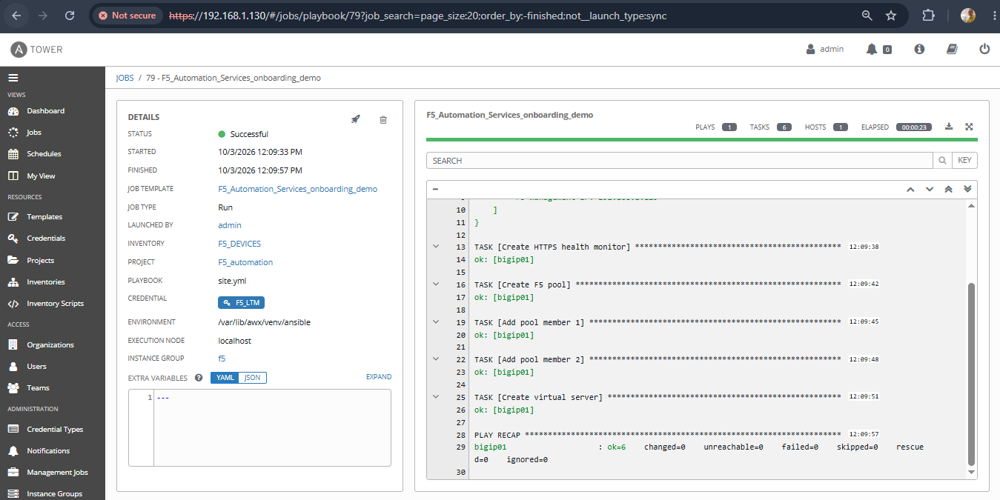 Not secure https://192.168.1.130/#/jobs/playbook/79?job_search=page_size:20;order_by:-finished;not__launch_type:sync
A TOWER
admin
0
VIEWS
Dashboard
Jobs
Schedules
My View
RESOURCES
Templates
Credentials
Projects
Inventories
Inventory Scripts
ACCESS
Organizations
Users
Teams
ADMINISTRATION
Credential Types
Notifications
Management Jobs
Instance Groups
JOBS / 79 - F5_Automation_Services_onboarding_demo
DETAILS
STATUS Successful
STARTED 10/3/2026 12:09:33 PM
FINISHED 10/3/2026 12:09:57 PM
JOB TEMPLATE F5_Automation_Services_onboarding_demo
JOB TYPE Run
LAUNCHED BY admin
INVENTORY F5_DEVICES
PROJECT F5_automation
PLAYBOOK site.yml
CREDENTIAL F5_LTM
ENVIRONMENT /var/lib/awx/venv/ansible
EXECUTION NODE localhost
INSTANCE GROUP f5
EXTRA VARIABLES ? YAML JSON EXPAND
1 ---
F5_Automation_Services_onboarding_demo
PLAYS 1 TASKS 6 HOSTS 1 ELAPSED 00:00:23
SEARCH KEY
10 ]
11 }
12
13 TASK [Create HTTPS health monitor] ********************************************* 12:09:38
14 ok: [bigip01]
15
16 TASK [Create F5 pool] ********************************************************** 12:09:42
17 ok: [bigip01]
18
19 TASK [Add pool member 1] ******************************************************* 12:09:45
20 ok: [bigip01]
21
22 TASK [Add pool member 2] ******************************************************* 12:09:48
23 ok: [bigip01]
24
25 TASK [Create virtual server] *************************************************** 12:09:51
26 ok: [bigip01]
27
28 PLAY RECAP ********************************************************************* 12:09:57
29 bigip01 : ok=6 changed=0 unreachable=0 failed=0 skipped=0 rescue
d=0 ignored=0
30